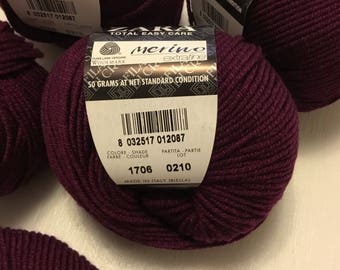 ZARA
TOTAL EASY CARE
merino
extrafine
50 GRAMS AT NET STANDARD CONDITION
8 032517 012087
COLORE - SHADE
FARBE - COULEUR
PARTITA - PARTIE
LOT
1706 0210
MADE IN ITALY (BIELLA)